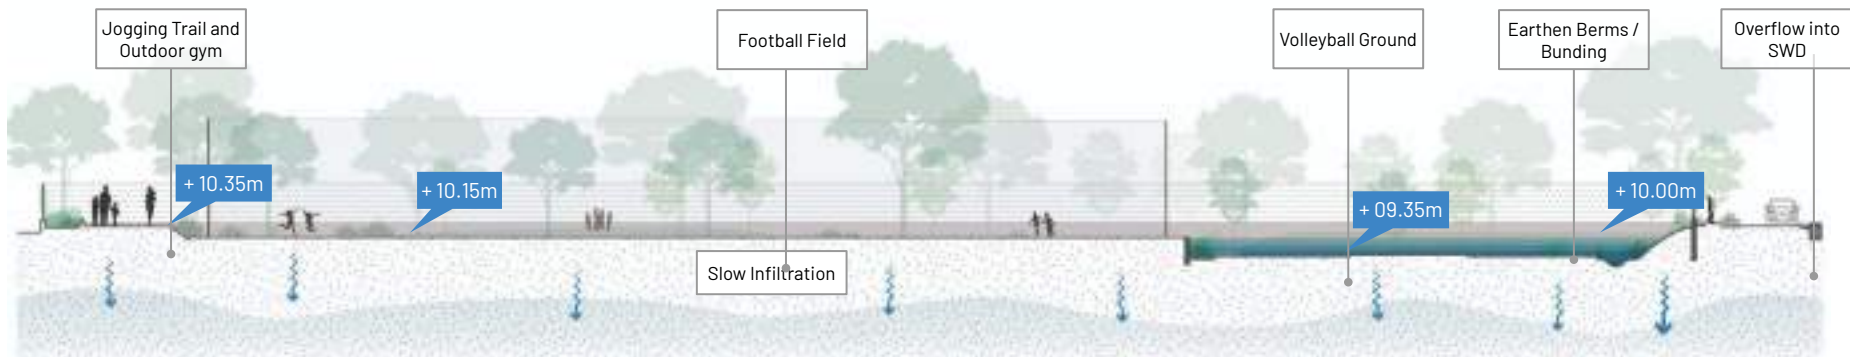 Jogging Trail and
Outdoor gym
Football Field
Volleyball Ground
Earthen Berms /
Bunding
Overflow into
SWD
+ 10.35m
+ 10.15m
+ 09.35m
+ 10.00m
Slow Infiltration